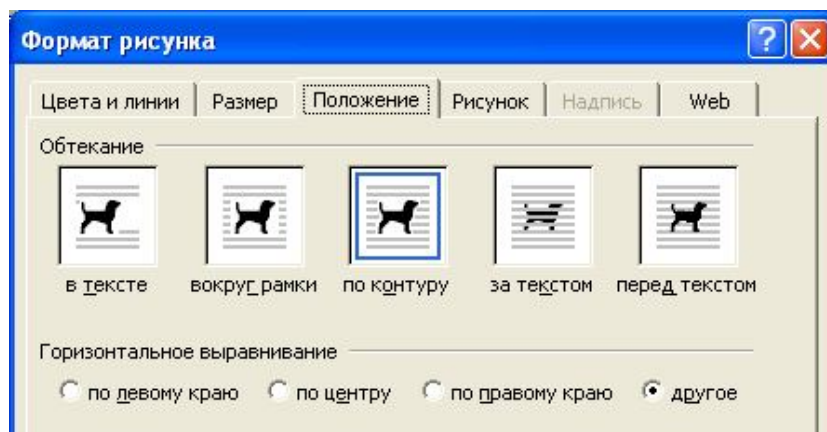 Формат рисунка
Цвета и линии Размер Положение Рисунок Надпись Web
Обтекание
в тексте вокруг рамки по контуру за текстом перед текстом
Горизонтальное выравнивание
по левому краю по центру по правому краю другое